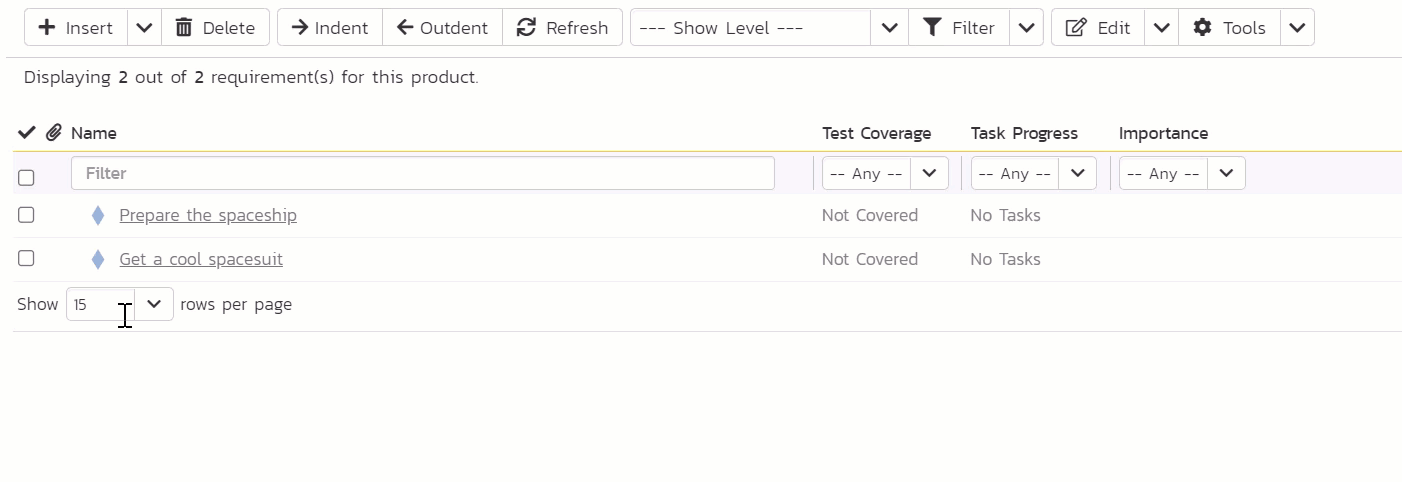 Insert Delete Indent Outdent Refresh --- Show Level --- Filter Edit Tools
Displaying 2 out of 2 requirement(s) for this product.
Name Test Coverage Task Progress Importance
Filter -- Any -- -- Any -- -- Any --
Prepare the spaceship Not Covered No Tasks
Get a cool spacesuit Not Covered No Tasks
Show 15 rows per page